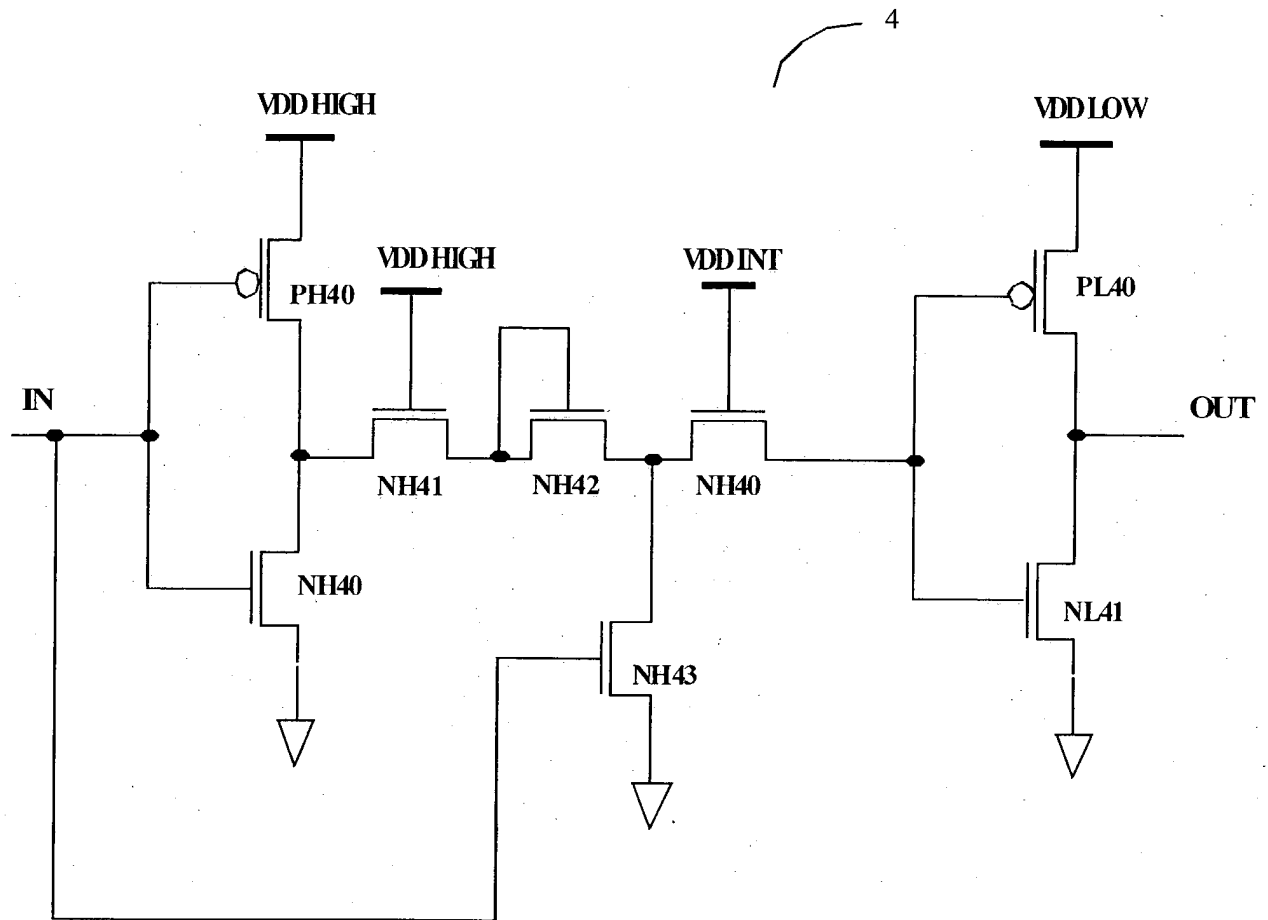 4
VDD HIGH
VDD LOW
VDD HIGH
VDD INT
PH40
PL40
IN
OUT
NH41
NH42
NH40
NH40
NL41
NH43